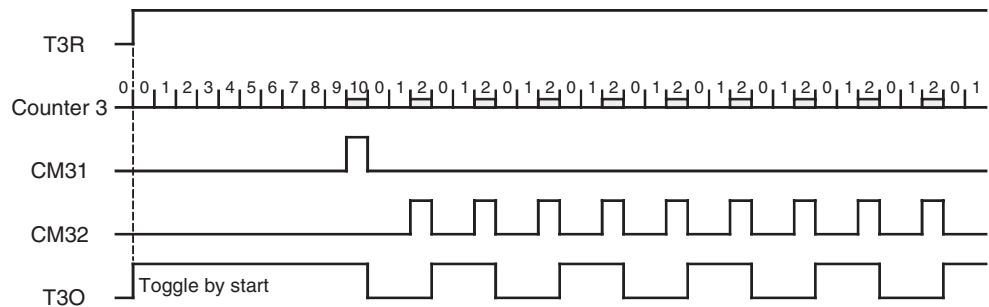 T3R
0 0 1 2 3 4 5 6 7 8 9 10 0 1 2 0 1 2 0 1 2 0 1 2 0 1 2 0 1 2 0 1 2 0 1 2 0 1 2 0 1
Counter 3
CM31
CM32
Toggle by start
T3O